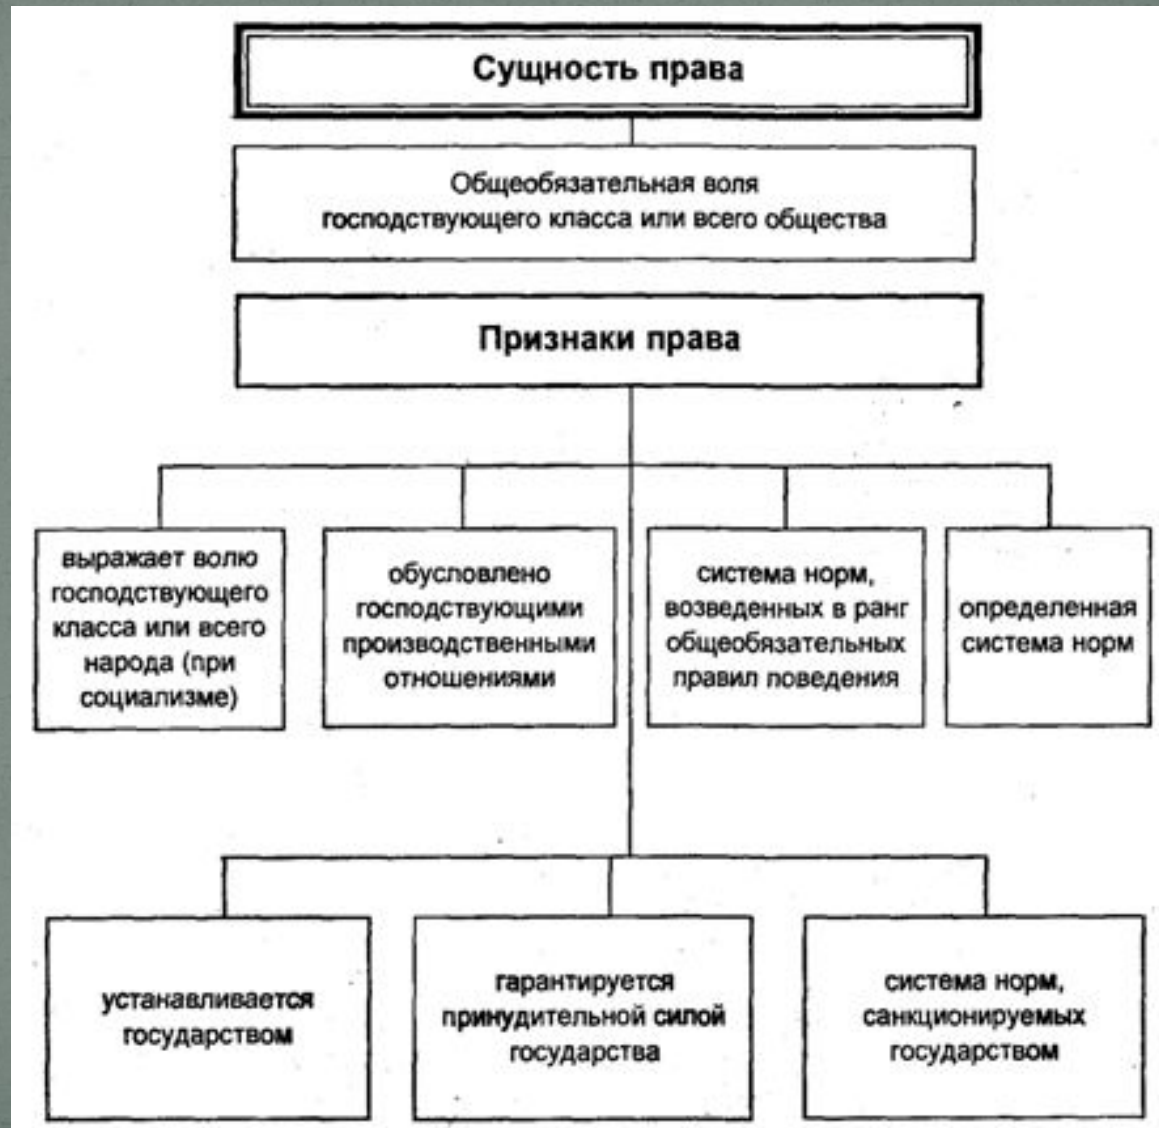 Сущность права
Общеобязательная воля
господствующего класса или всего общества
Признаки права
выражает волю
господствующего
класса или всего
народа (при
социализме)
обусловлено
господствующими
производственными
отношениями
система норм,
возведенных в ранг
общеобязательных
правил поведения
определенная
система норм
устанавливается
государством
гарантируется
принудительной силой
государства
система норм,
санкционируемых
государством